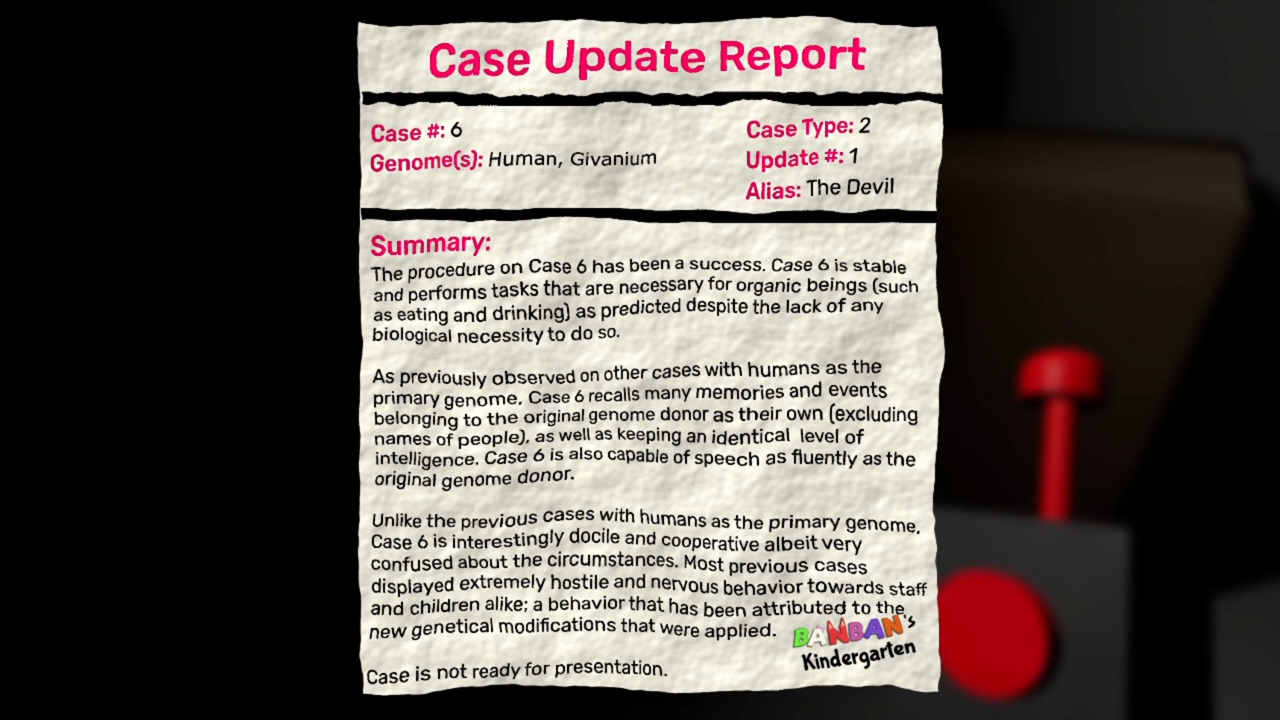 Case Update Report
Case #: 6
Genome(s): Human, Givanium
Case Type: 2
Update #: 1
Alias: The Devil
Summary:
The procedure on Case 6 has been a success. Case 6 is stable
and performs tasks that are necessary for organic beings (such
as eating and drinking) as predicted despite the lack of any
biological necessity to do so.
As previously observed on other cases with humans as the
primary genome, Case 6 recalls many memories and events
belonging to the original genome donor as their own (excluding
names of people), as well as keeping an identical level of
intelligence. Case 6 is also capable of speech as fluently as the
original genome donor.
Unlike the previous cases with humans as the primary genome,
Case 6 is interestingly docile and cooperative albeit very
confused about the circumstances. Most previous cases
displayed extremely hostile and nervous behavior towards staff
and children alike; a behavior that has been attributed to the
new genetical modifications that were applied.
BANBAN's
Kindergarten
Case is not ready for presentation.